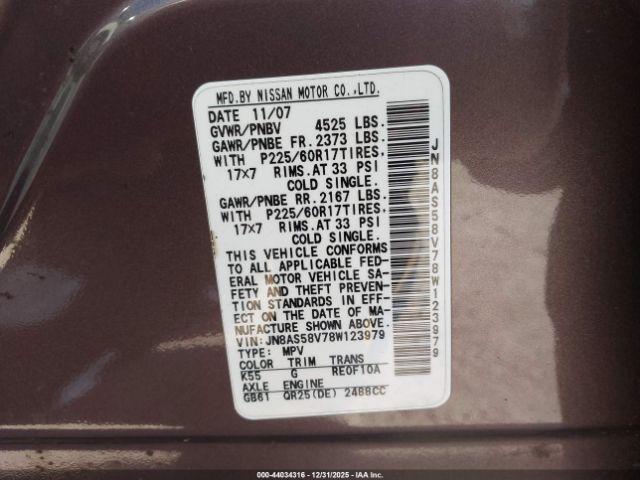 MFD.BY NISSAN MOTOR CO.,LTD.
DATE 11/07
GVWR/PNBV 4525 LBS.
GAWR/PNBE FR. 2373 LBS.
WITH P225/60R17TIRES,
17x7 RIMS.AT 33 PSI
COLD SINGLE.
GAWR/PNBE RR. 2167 LBS.
WITH P225/60R17TIRES,
17x7 RIMS.AT 33 PSI
COLD SINGLE.
THIS VEHICLE CONFORMS
TO ALL APPLICABLE FED-
ERAL MOTOR VEHICLE SA-
FETY AND THEFT PREVEN-
TION STANDARDS IN EFF-
ECT ON THE DATE OF MA-
NUFACTURE SHOWN ABOVE.
VIN:JN8AS58V78W123979
TYPE: MPV
COLOR TRIM TRANS
K55 G RE0F10A
AXLE ENGINE
GB61 QR25(DE) 2488CC
JN8AS58V78W123979
000-44034316 - 12/31/2025 - IAA Inc.